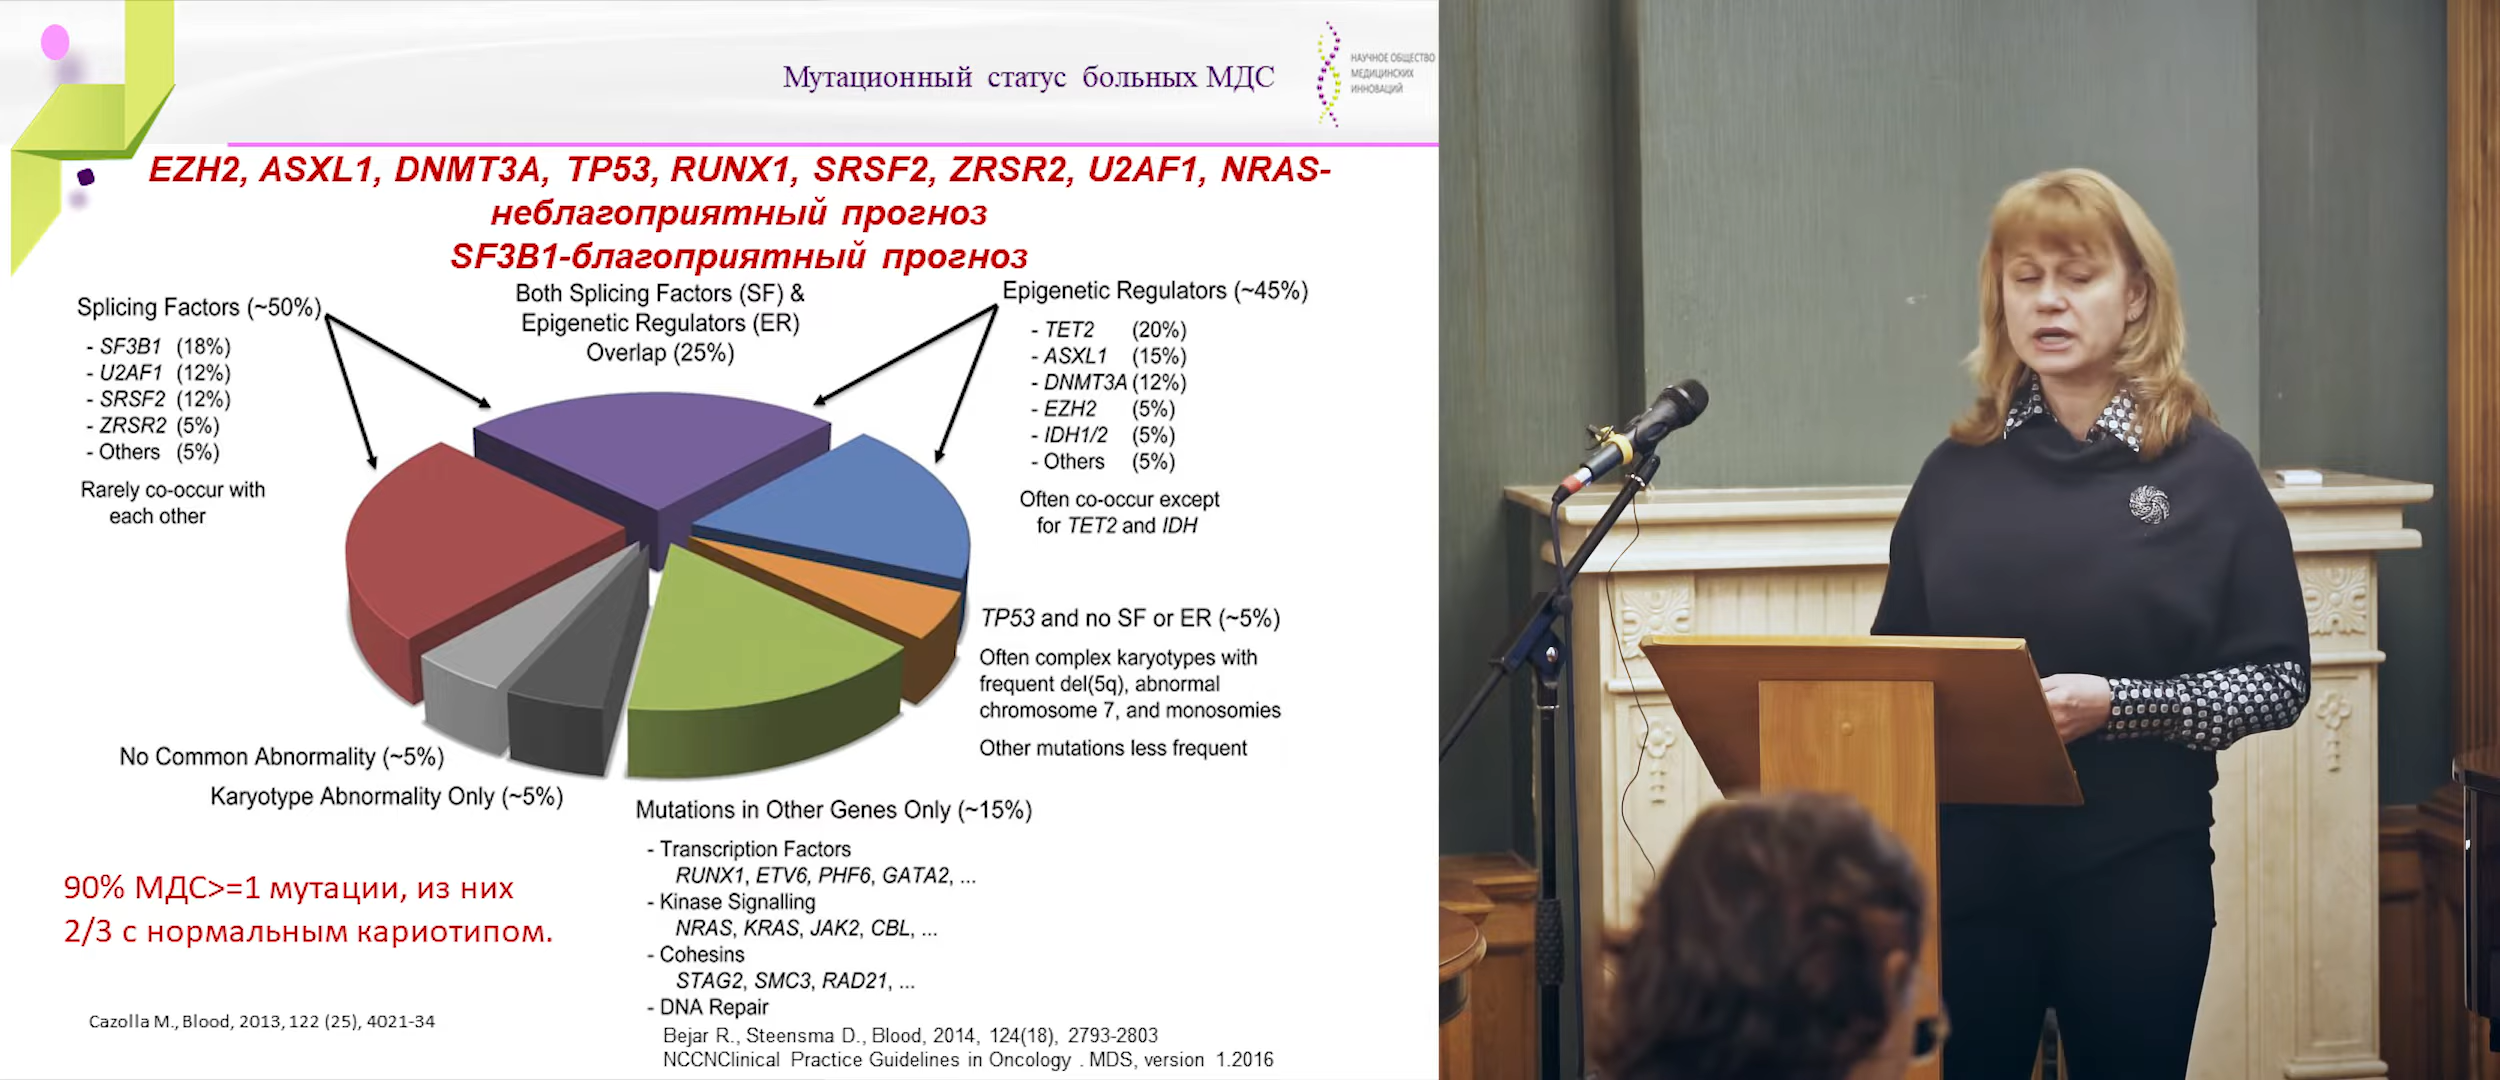 Мутационный статус больных МДС
НАУЧНОЕ ОБЩЕСТВО
МЕДИЦИНСКИХ
ИННОВАЦИЙ
EZH2, ASXL1, DNMT3A, TP53, RUNX1, SRSF2, ZRSR2, U2AF1, NRAS-
неблагоприятный прогноз
SF3B1-благоприятный прогноз
Splicing Factors (~50%)
- SF3B1 (18%)
- U2AF1 (12%)
- SRSF2 (12%)
- ZRSR2 (5%)
- Others (5%)
Rarely co-occur with
each other
Both Splicing Factors (SF) &
Epigenetic Regulators (ER)
Overlap (25%)
Epigenetic Regulators (~45%)
- TET2 (20%)
- ASXL1 (15%)
- DNMT3A (12%)
- EZH2 (5%)
- IDH1/2 (5%)
- Others (5%)
Often co-occur except
for TET2 and IDH
TP53 and no SF or ER (~5%)
Often complex karyotypes with
frequent del(5q), abnormal
chromosome 7, and monosomies
Other mutations less frequent
No Common Abnormality (~5%)
Karyotype Abnormality Only (~5%)
Mutations in Other Genes Only (~15%)
- Transcription Factors
RUNX1, ETV6, PHF6, GATA2, ...
- Kinase Signalling
NRAS, KRAS, JAK2, CBL, ...
- Cohesins
STAG2, SMC3, RAD21, ...
- DNA Repair
90% МДС>=1 мутации, из них
2/3 с нормальным кариотипом.
Cazolla M., Blood, 2013, 122 (25), 4021-34
Bejar R., Steensma D., Blood, 2014, 124(18), 2793-2803
NCCNClinical Practice Guidelines in Oncology . MDS, version 1.2016